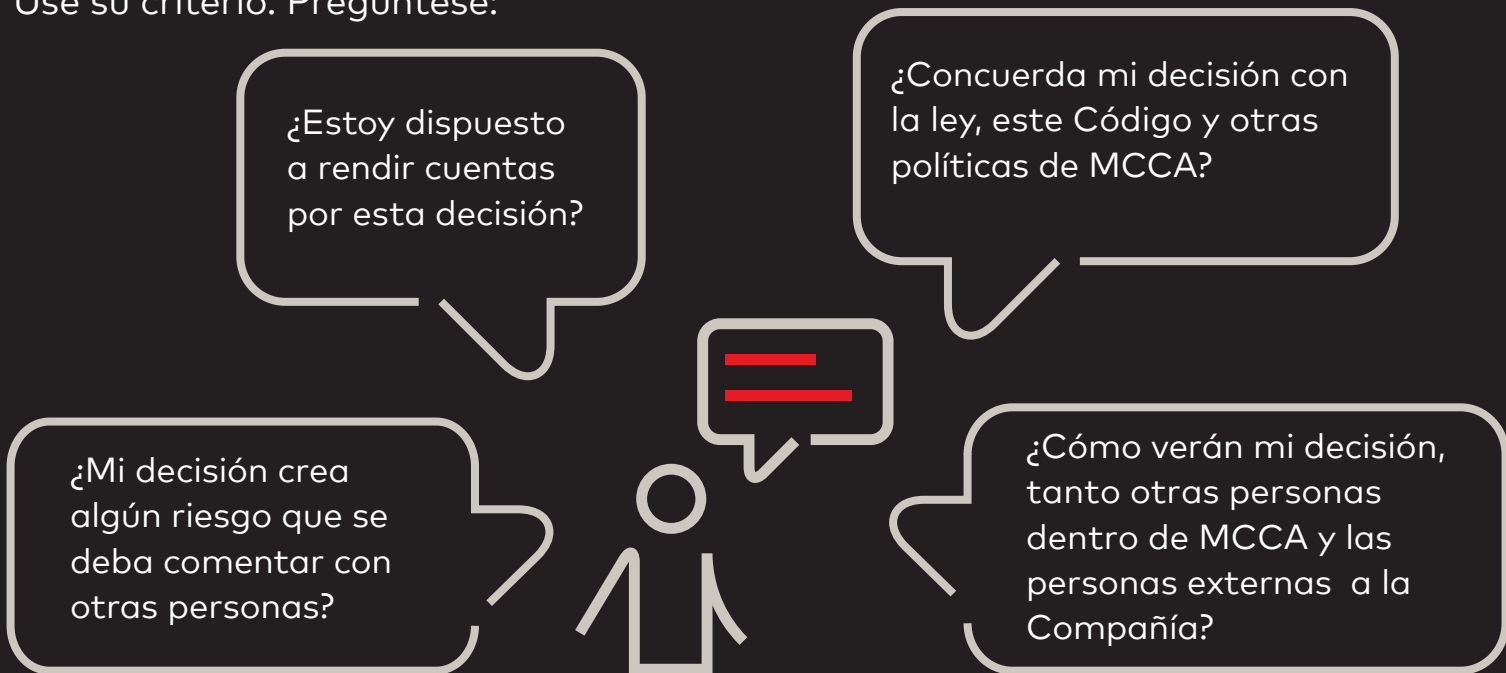 Use su criterio. Pregúntese:
¿Estoy dispuesto
a rendir cuentas
por esta decisión?
¿Concuerda mi decisión con
la ley, este Código y otras
políticas de MCCA?
¿Mi decisión crea
algún riesgo que se
deba comentar con
otras personas?
¿Cómo verán mi decisión,
tanto otras personas
dentro de MCCA y las
personas externas a la
Compañía?